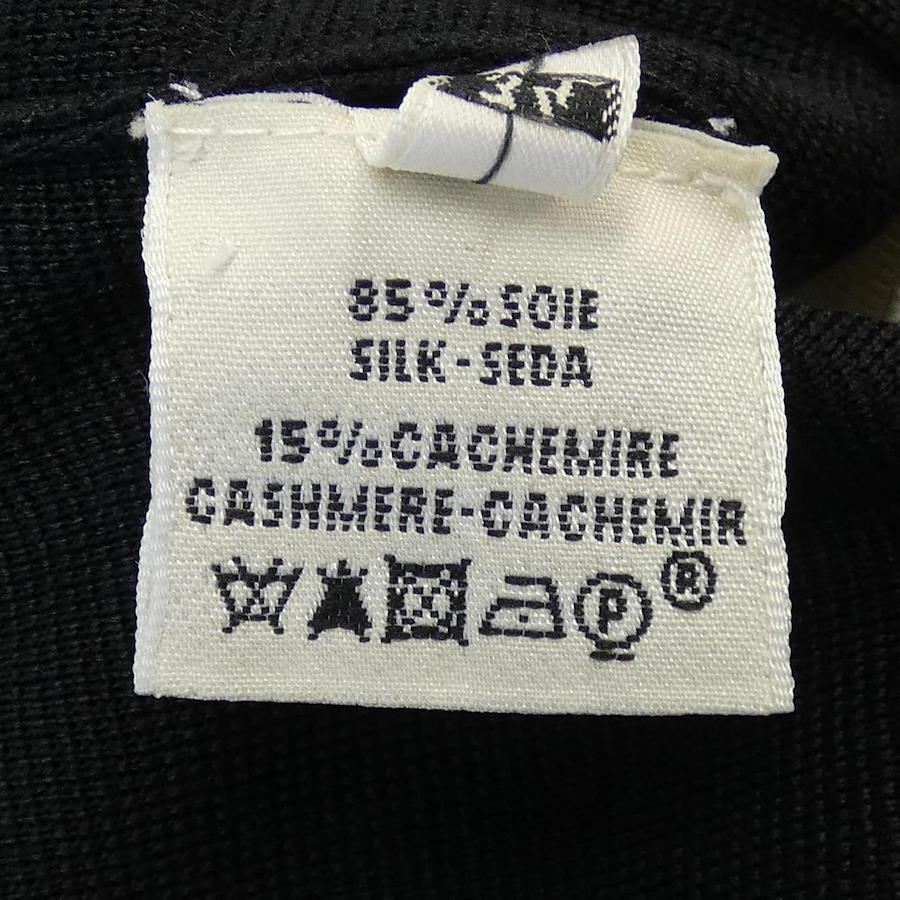 85% SOIE
SILK-SEDA
15% CACHEMIRE
CASHMERE-CACHEMIR
P ®